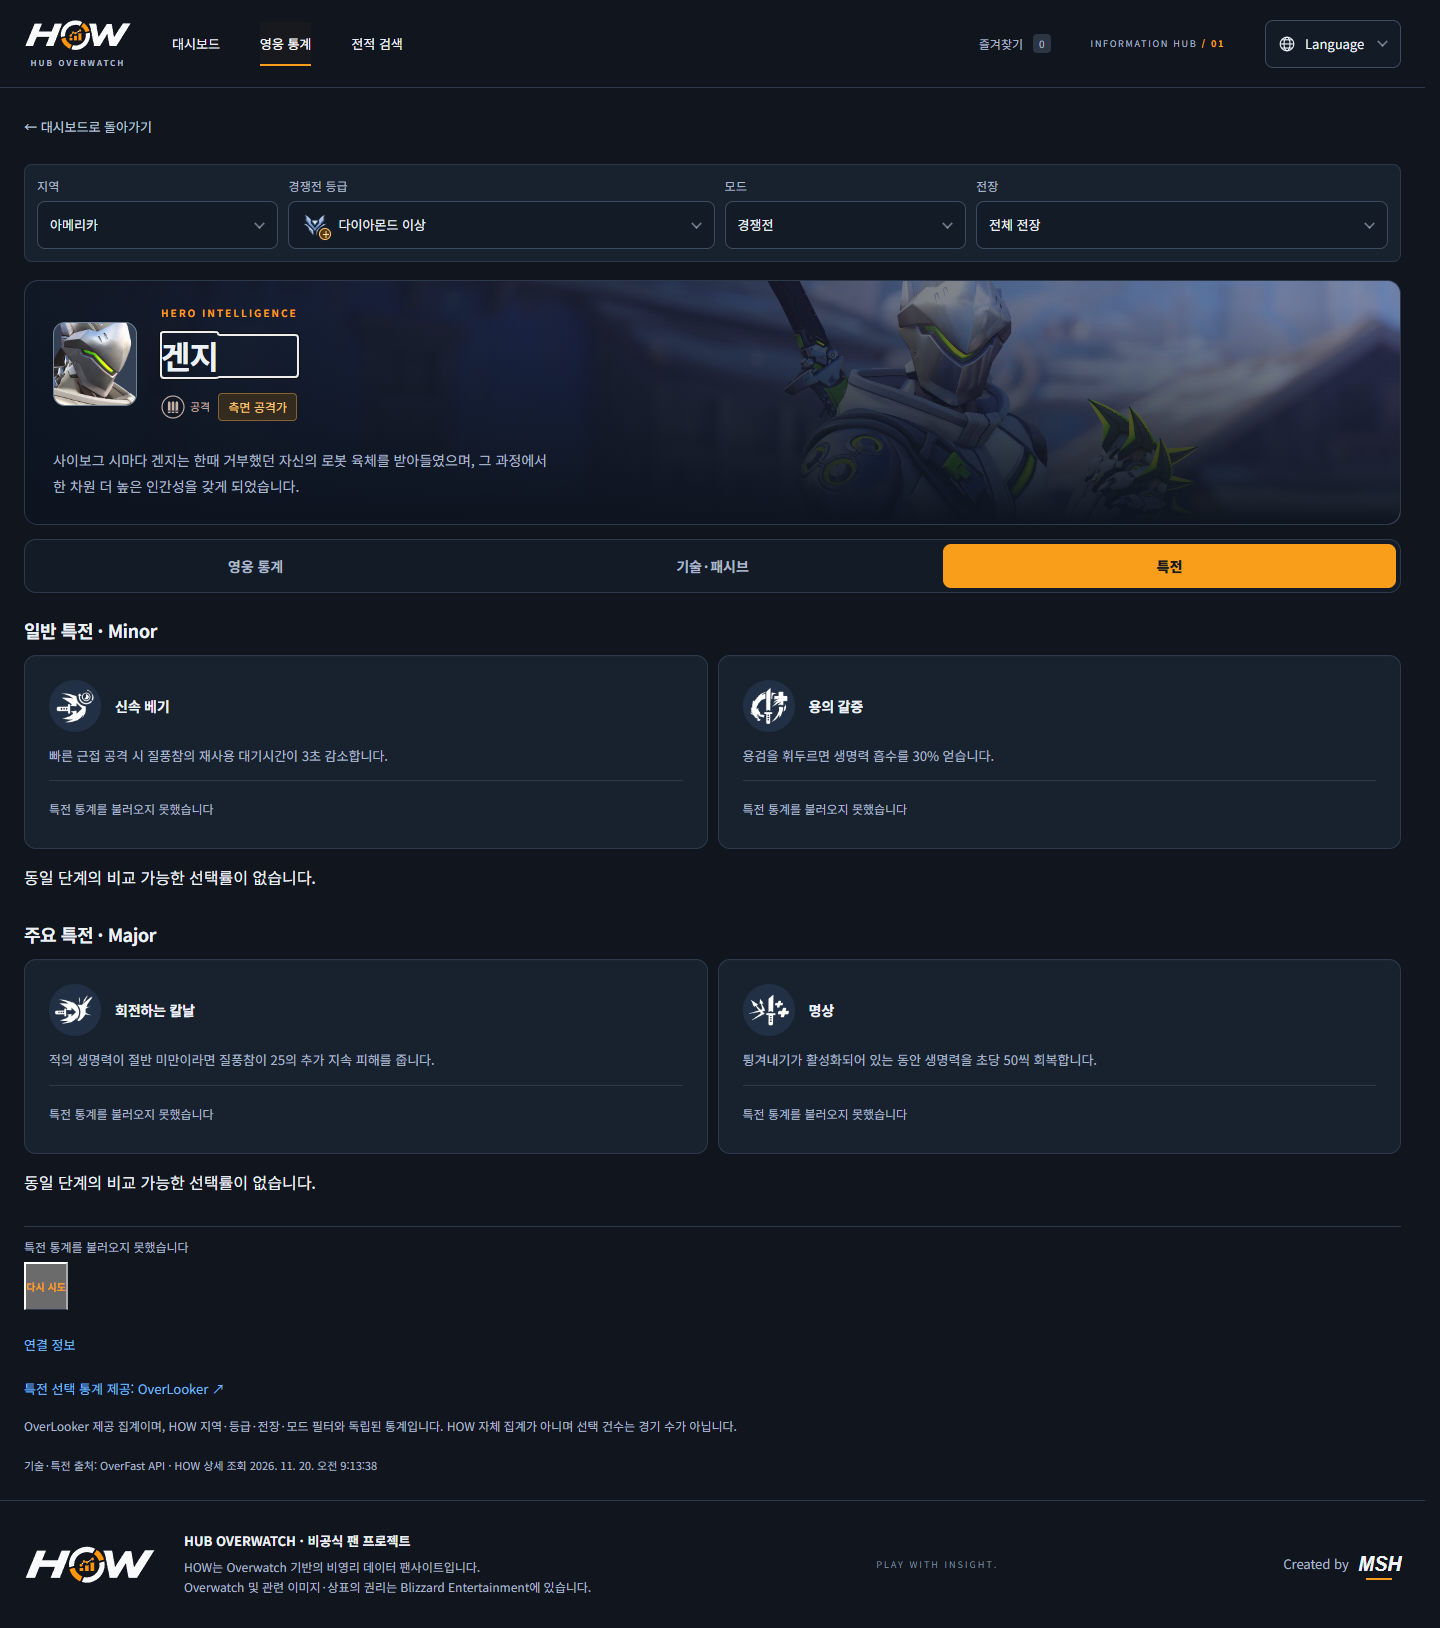 HOW
HUB OVERWATCH
대시보드
영웅 통계
전적 검색
즐겨찾기 0
INFORMATION HUB / 01
Language
← 대시보드로 돌아가기
지역
경쟁전 등급
모드
전장
아메리카
다이아몬드 이상
경쟁전
전체 전장
HERO INTELLIGENCE
겐지
공격
측면 공격가
사이보그 시마다 겐지는 한때 거부했던 자신의 로봇 육체를 받아들였으며, 그 과정에서
한 차원 더 높은 인간성을 갖게 되었습니다.
영웅 통계
기술·패시브
특전
일반 특전 · Minor
신속 베기
빠른 근접 공격 시 질풍참의 재사용 대기시간이 3초 감소합니다.
특전 통계를 불러오지 못했습니다
용의 갈증
용검을 휘두르면 생명력 흡수를 30% 얻습니다.
특전 통계를 불러오지 못했습니다
동일 단계의 비교 가능한 선택률이 없습니다.
주요 특전 · Major
회전하는 칼날
적의 생명력이 절반 미만이라면 질풍참이 25의 추가 지속 피해를 줍니다.
특전 통계를 불러오지 못했습니다
명상
튕겨내기가 활성화되어 있는 동안 생명력을 초당 50씩 회복합니다.
특전 통계를 불러오지 못했습니다
동일 단계의 비교 가능한 선택률이 없습니다.
특전 통계를 불러오지 못했습니다
다시 시도
연결 정보
특전 선택 통계 제공: OverLooker ↗
OverLooker 제공 집계이며, HOW 지역·등급·전장·모드 필터와 독립된 통계입니다. HOW 자체 집계가 아니며 선택 건수는 경기 수가 아닙니다.
기술·특전 출처: OverFast API · HOW 상세 조회 2026. 11. 20. 오전 9:13:38
HOW
HUB OVERWATCH · 비공식 팬 프로젝트
HOW는 Overwatch 기반의 비영리 데이터 팬사이트입니다.
Overwatch 및 관련 이미지·상표의 권리는 Blizzard Entertainment에 있습니다.
PLAY WITH INSIGHT.
Created by MSH